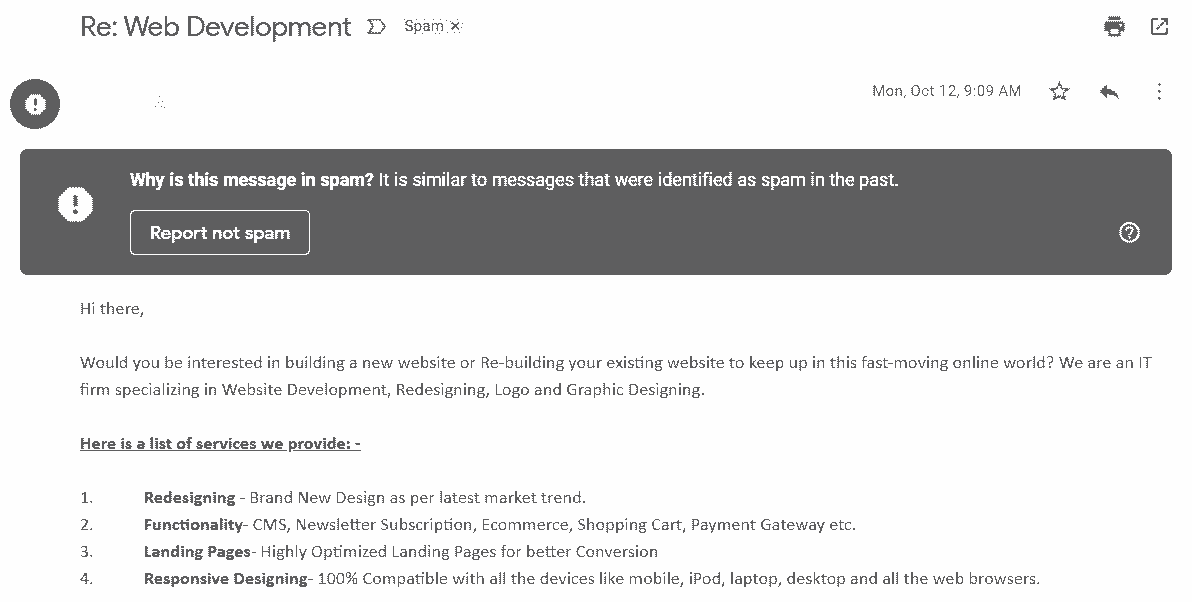 Re: Web Development
Spam ×
Mon, Oct 12, 9:09 AM
Why is this message in spam? It is similar to messages that were identified as spam in the past.
Report not spam
Hi there,
Would you be interested in building a new website or Re-building your existing website to keep up in this fast-moving online world? We are an IT
firm specializing in Website Development, Redesigning, Logo and Graphic Designing.
Here is a list of services we provide: -
1. Redesigning - Brand New Design as per latest market trend.
2. Functionality- CMS, Newsletter Subscription, Ecommerce, Shopping Cart, Payment Gateway etc.
3. Landing Pages- Highly Optimized Landing Pages for better Conversion
4. Responsive Designing- 100% Compatible with all the devices like mobile, iPod, laptop, desktop and all the web browsers.